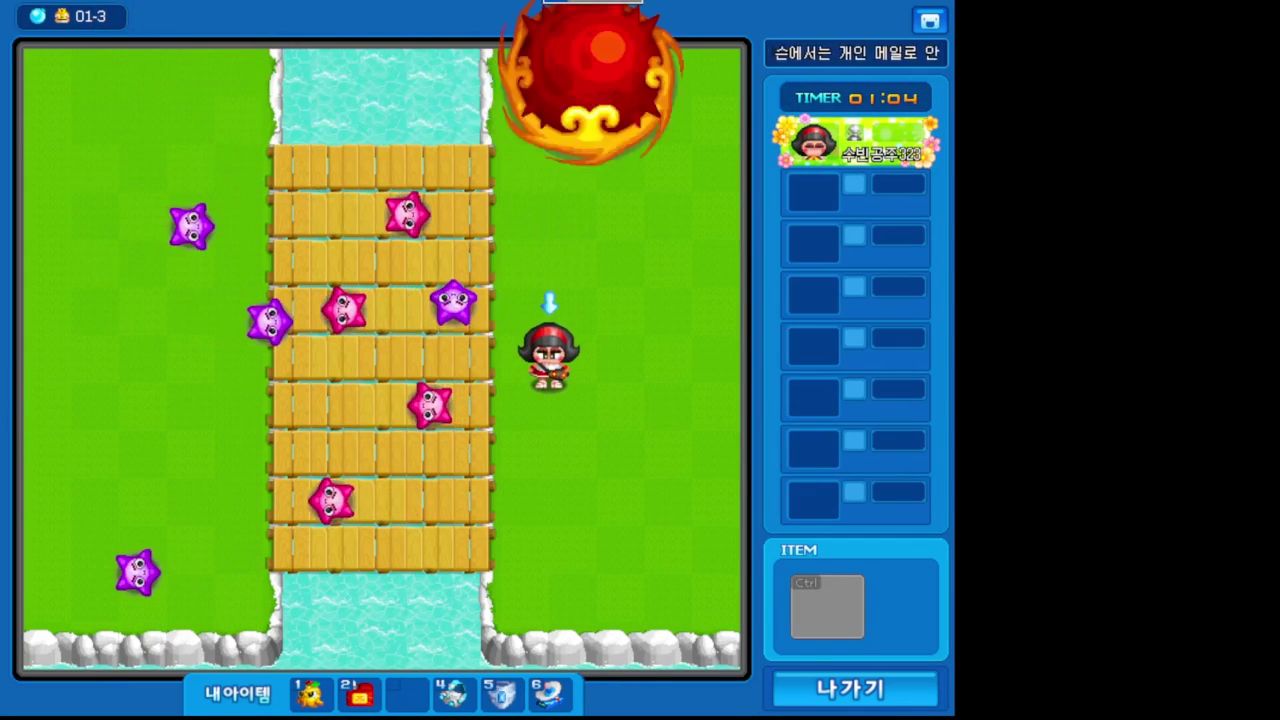 01-3
슨에서는 개인 메일로 안
TIMER 01:04
수빈공주323
ITEM
Ctrl
내아이템
1 2 4 5 6
나가기